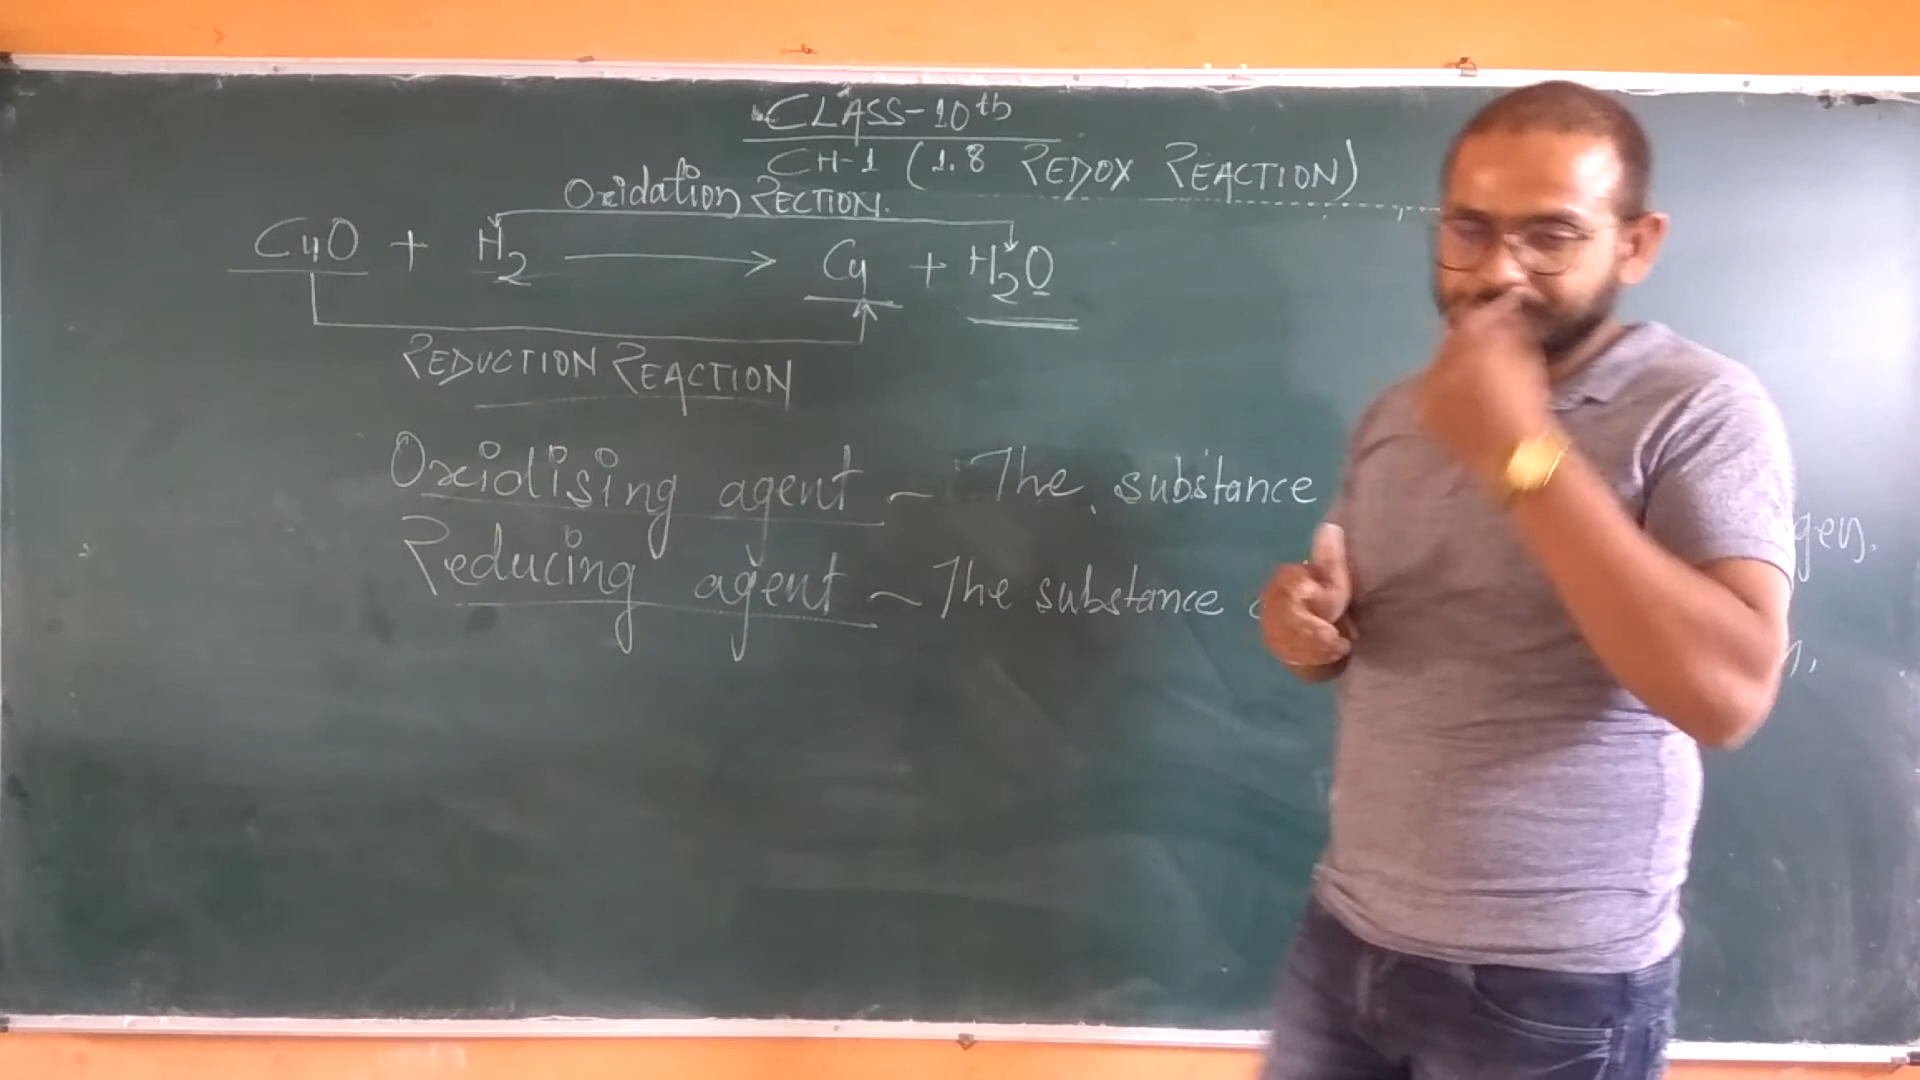 CLASS-10th
CH-1 (1.8 REDOX REACTION)
Oxidation RECTION.
CuO + H2 → Cu + H2O
REDUCTION REACTION
Oxidising agent ~ The substance
gen.
Reducing agent ~ The substance